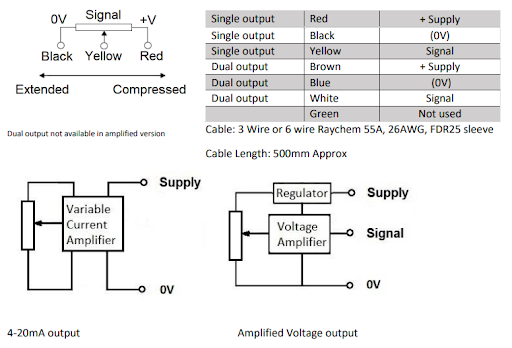 0V Signal +V
Black Yellow Red
Extended Compressed
Dual output not available in amplified version
Single output Red + Supply
Single output Black (0V)
Single output Yellow Signal
Dual output Brown + Supply
Dual output Blue (0V)
Dual output White Signal
Green Not used
Cable: 3 Wire or 6 wire Raychem 55A, 26AWG, FDR25 sleeve
Cable Length: 500mm Approx
Supply
Variable
Current
Amplifier
0V
4-20mA output
Regulator Supply
Voltage
Amplifier
Signal
0V
Amplified Voltage output